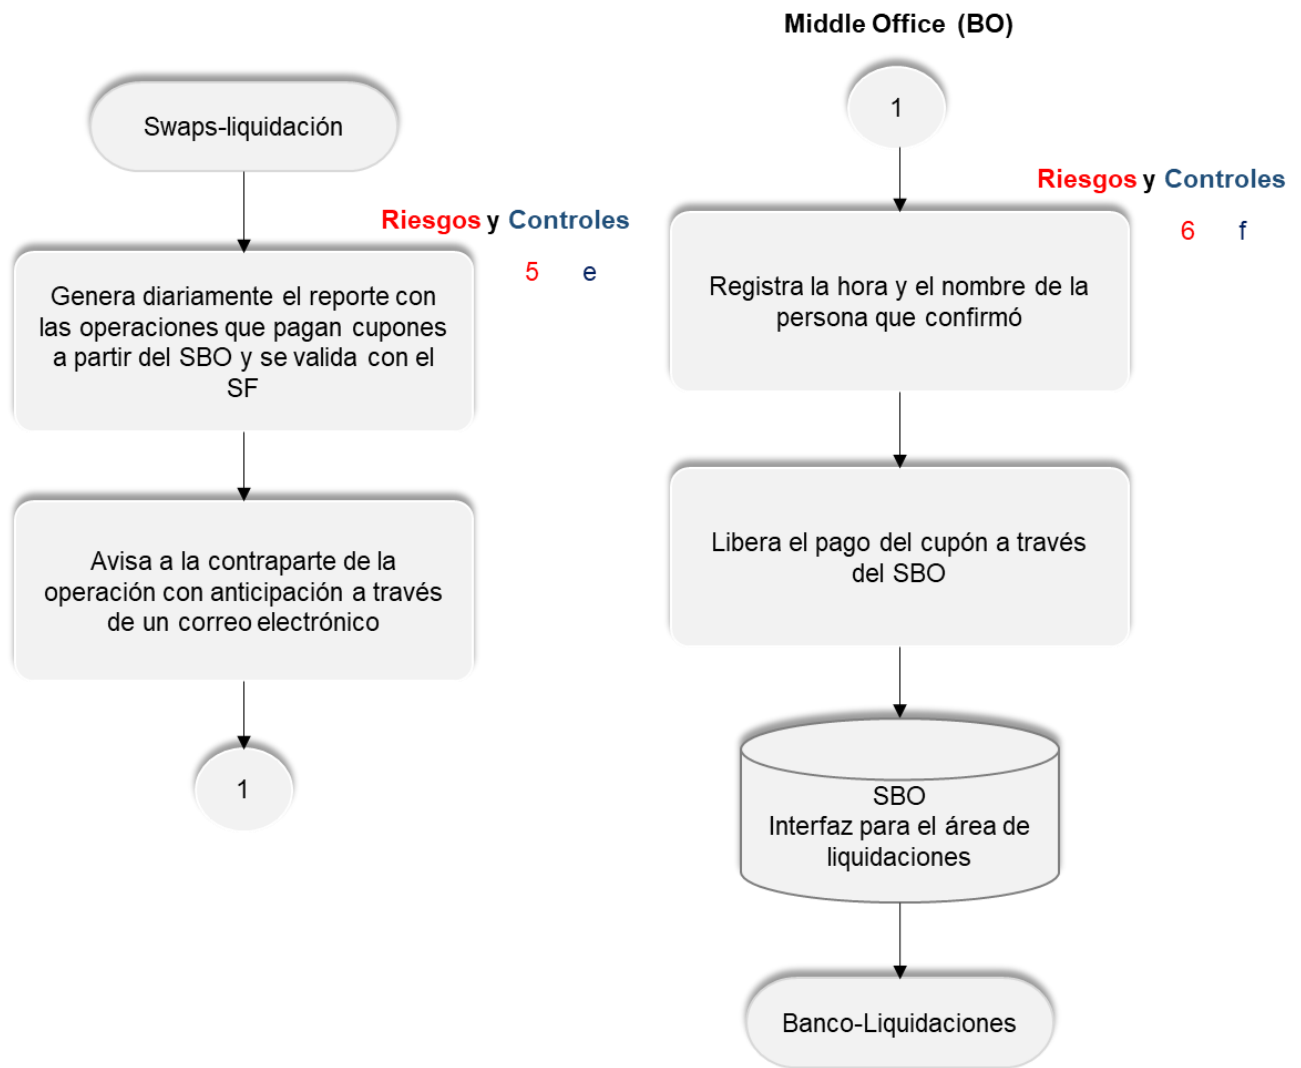 Middle Office (BO)
Swaps-liquidación
Riesgos y Controles
5 e
Genera diariamente el reporte con
las operaciones que pagan cupones
a partir del SBO y se valida con el
SF
Avisa a la contraparte de la
operación con anticipación a través
de un correo electrónico
1
1
Riesgos y Controles
6 f
Registra la hora y el nombre de la
persona que confirmó
Libera el pago del cupón a través
del SBO
SBO
Interfaz para el área de
liquidaciones
Banco-Liquidaciones